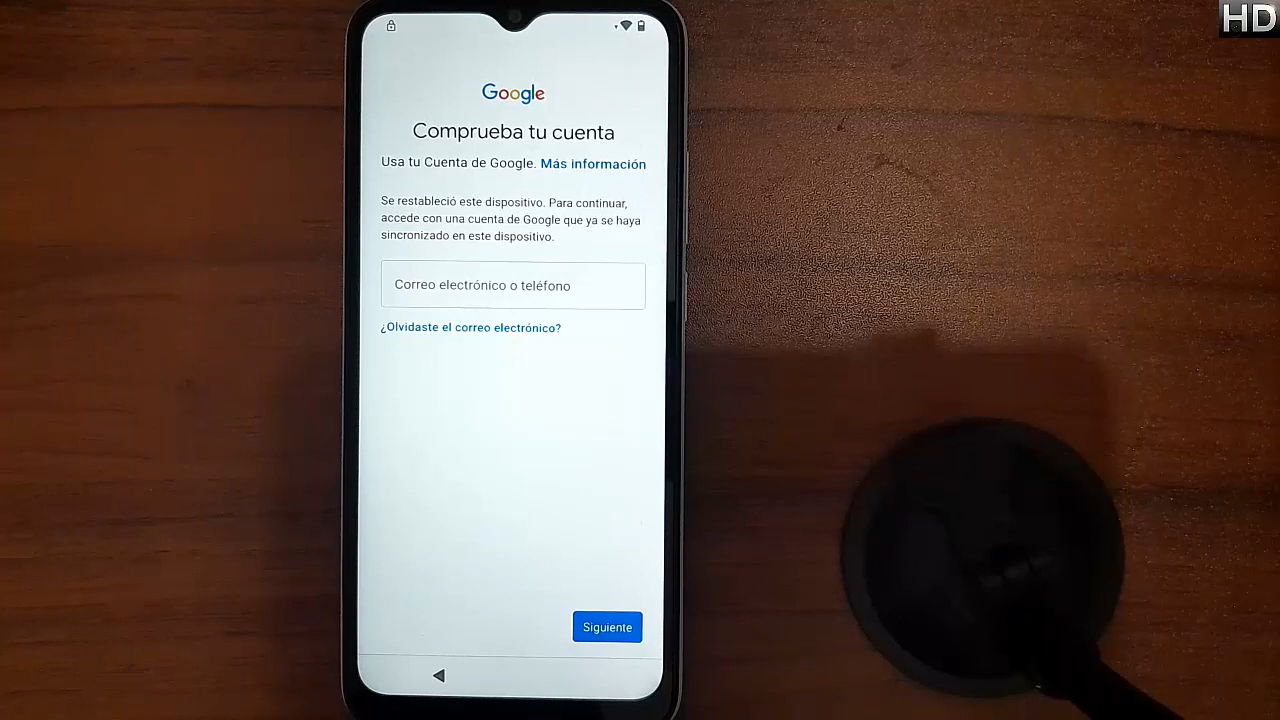 HD
Google
Comprueba tu cuenta
Usa tu Cuenta de Google. Más información
Se restableció este dispositivo. Para continuar,
accede con una cuenta de Google que ya se haya
sincronizado en este dispositivo.
Correo electrónico o teléfono
¿Olvidaste el correo electrónico?
Siguiente